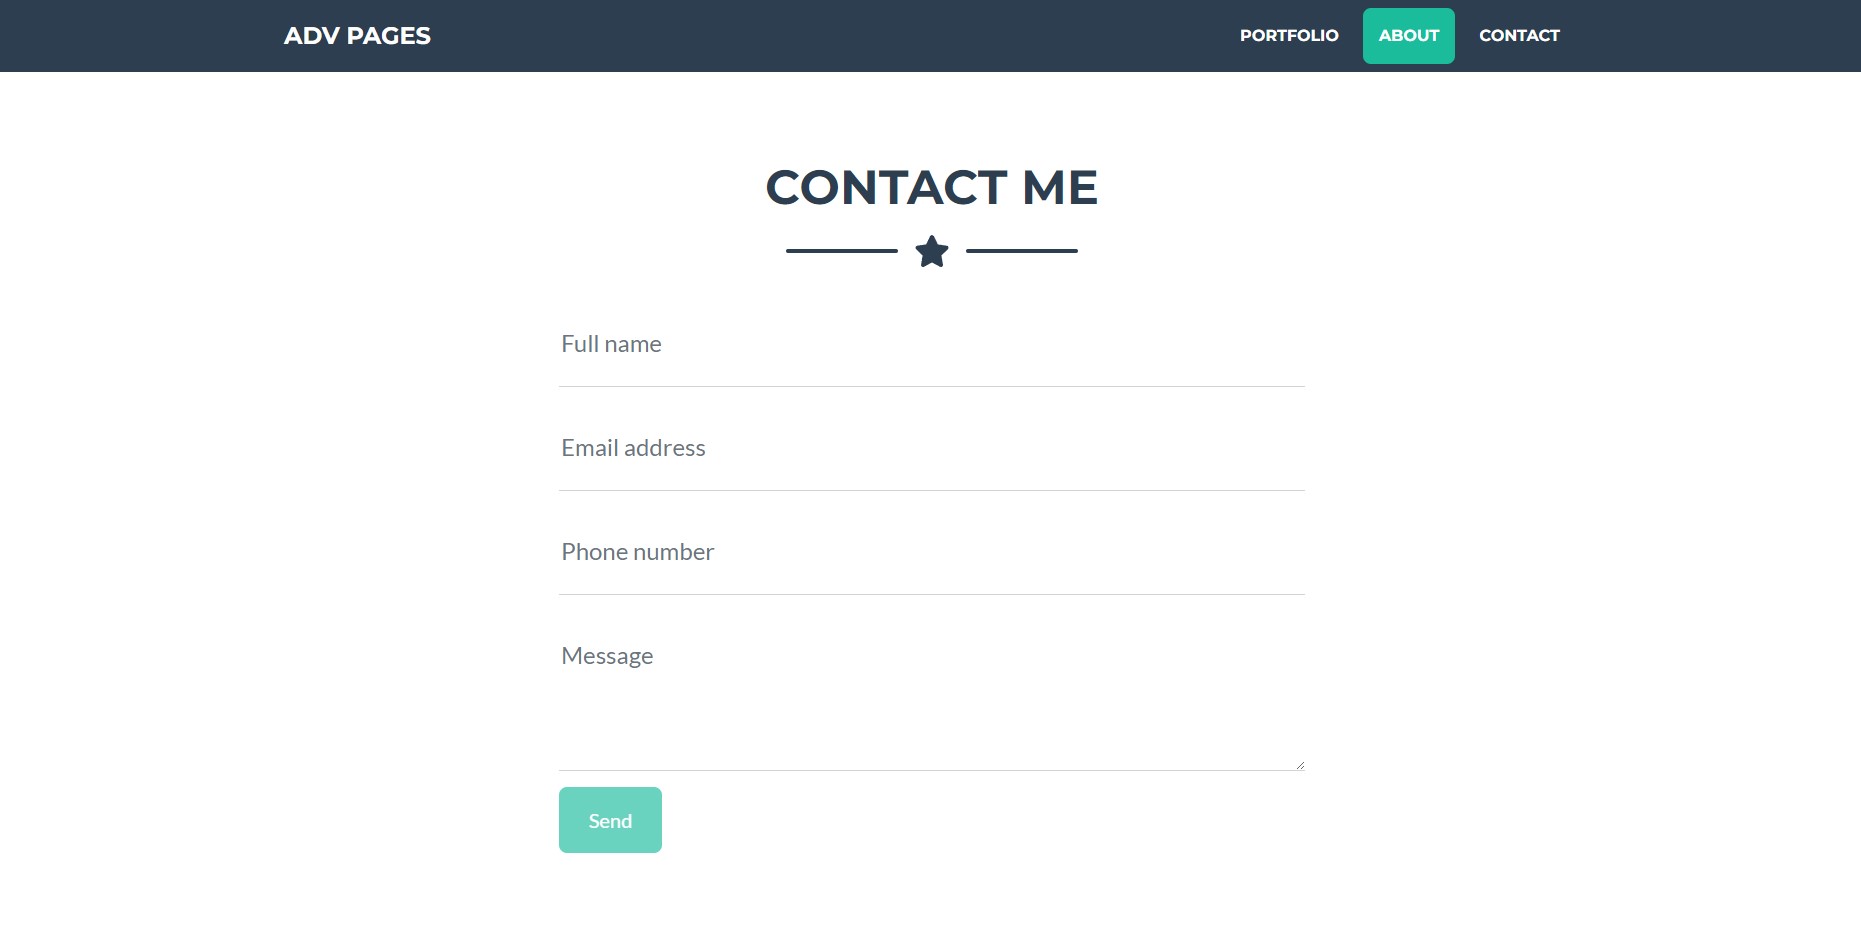 ADV PAGES
PORTFOLIO
ABOUT
CONTACT
CONTACT ME
Full name
Email address
Phone number
Message
Send